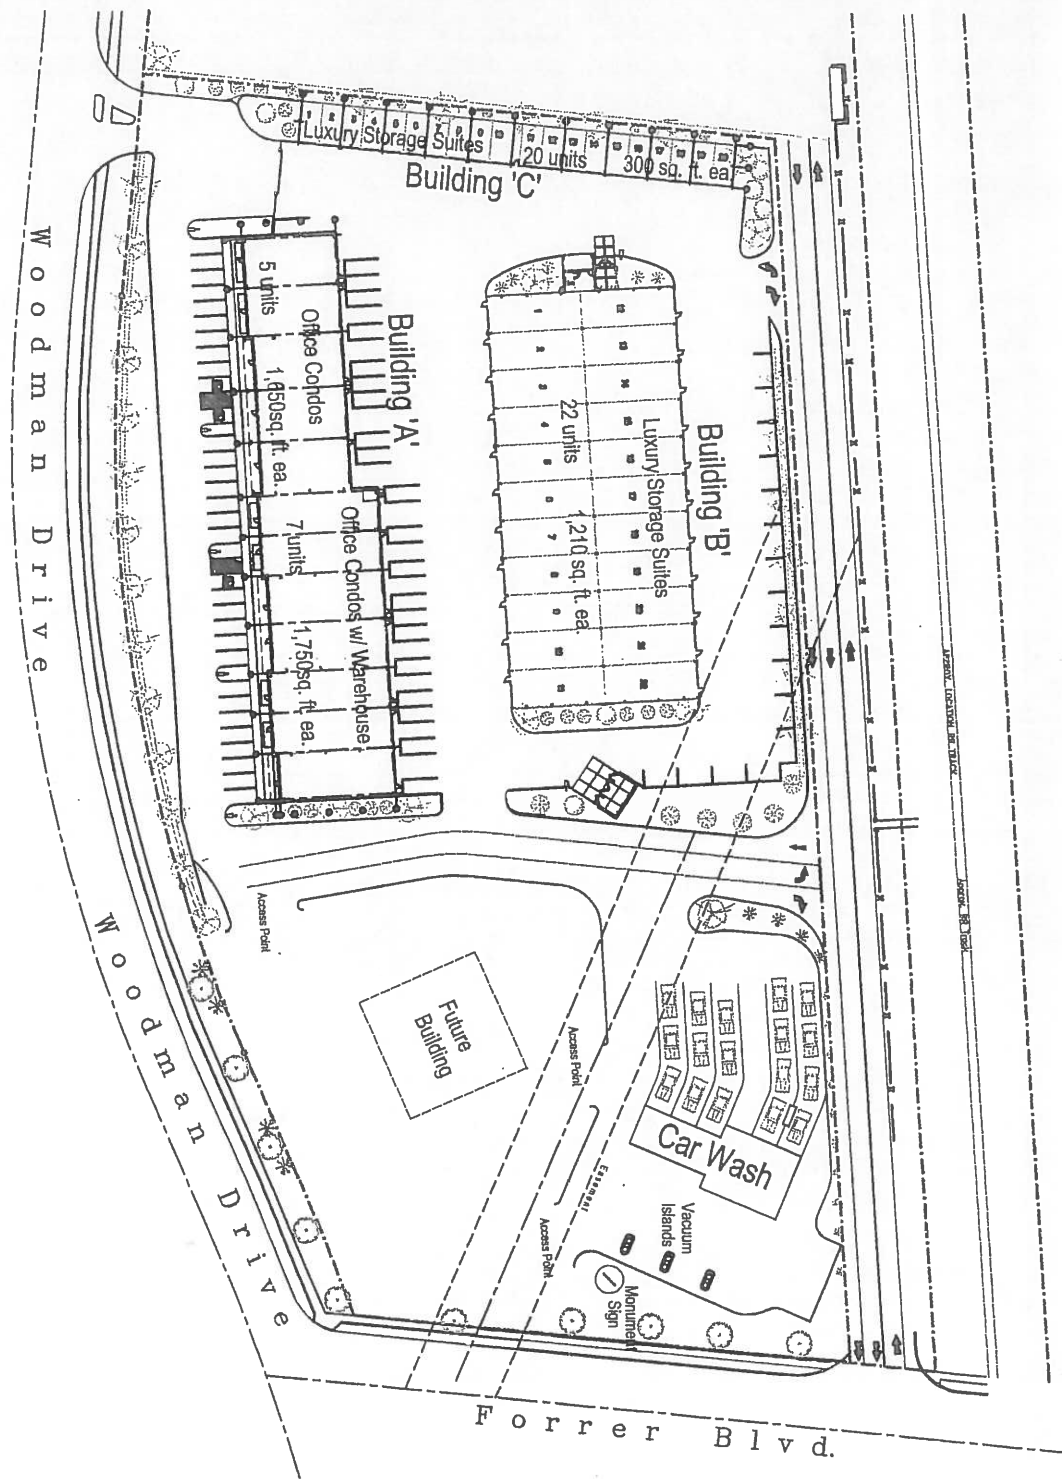 Luxury Storage Suites
20 units
300 sq. ft. ea.
Building 'C'
Woodman Drive
5 units
Office Condos
1,650sq. ft. ea.
Building 'A'
7 units
Office Condos w/ Warehouse
1,750sq. ft. ea.
22 units
Luxury Storage Suites
1,210 sq. ft. ea.
Building 'B'
Access Point
Woodman Drive
Future
Building
Access Point
Car Wash
Easement
Access Point
Vacuum
Islands
Monument
Sign
Forrer Blvd.